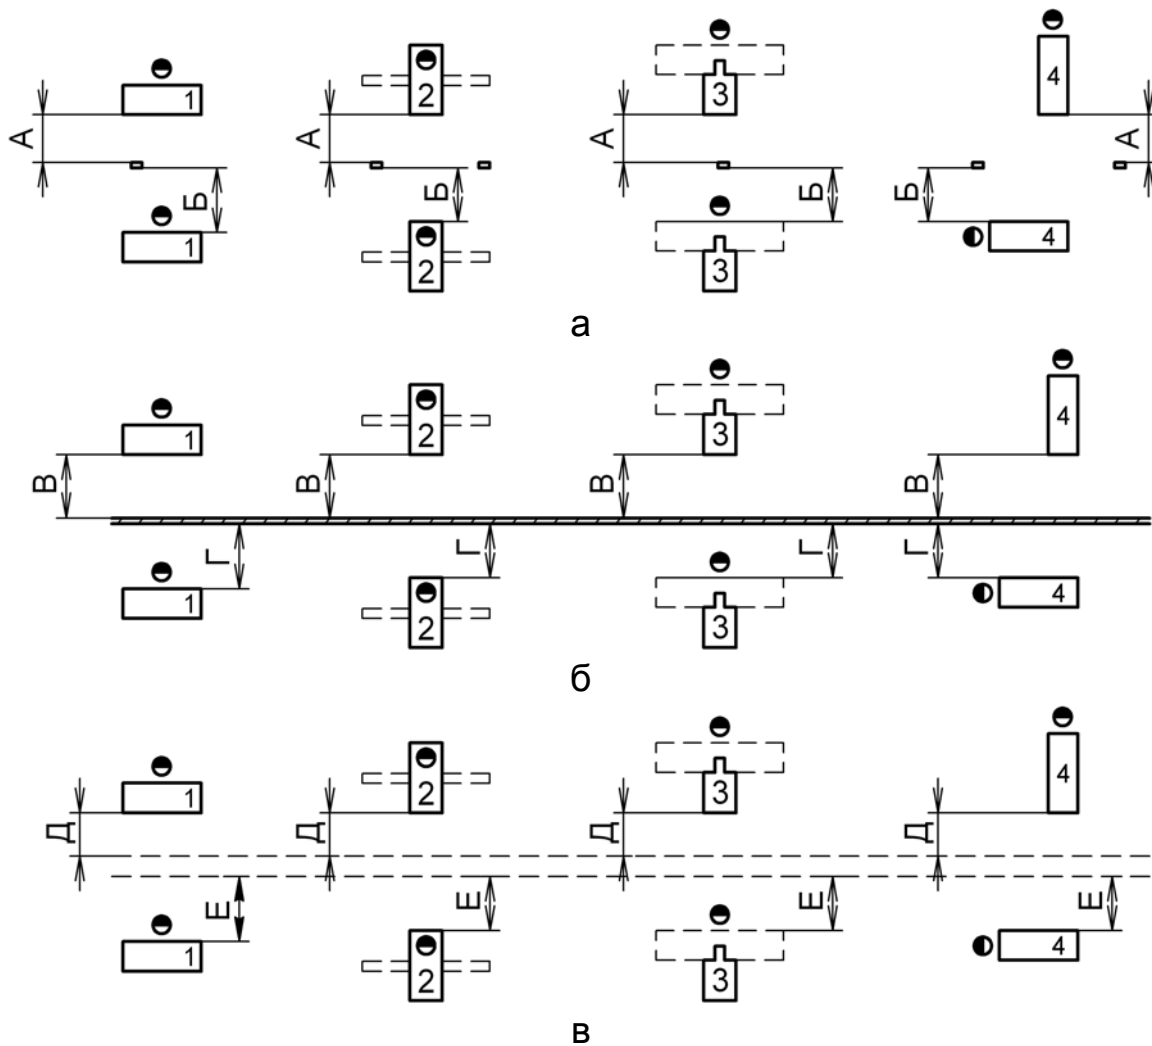 1 2 3 4
А А А А
Б Б Б Б
1 2 3 4
а
1 2 3 4
В В В В
Г Г Г Г
1 2 3 4
б
1 2 3 4
Д Д Д Д
Е Е Е Е
1 2 3 4
в